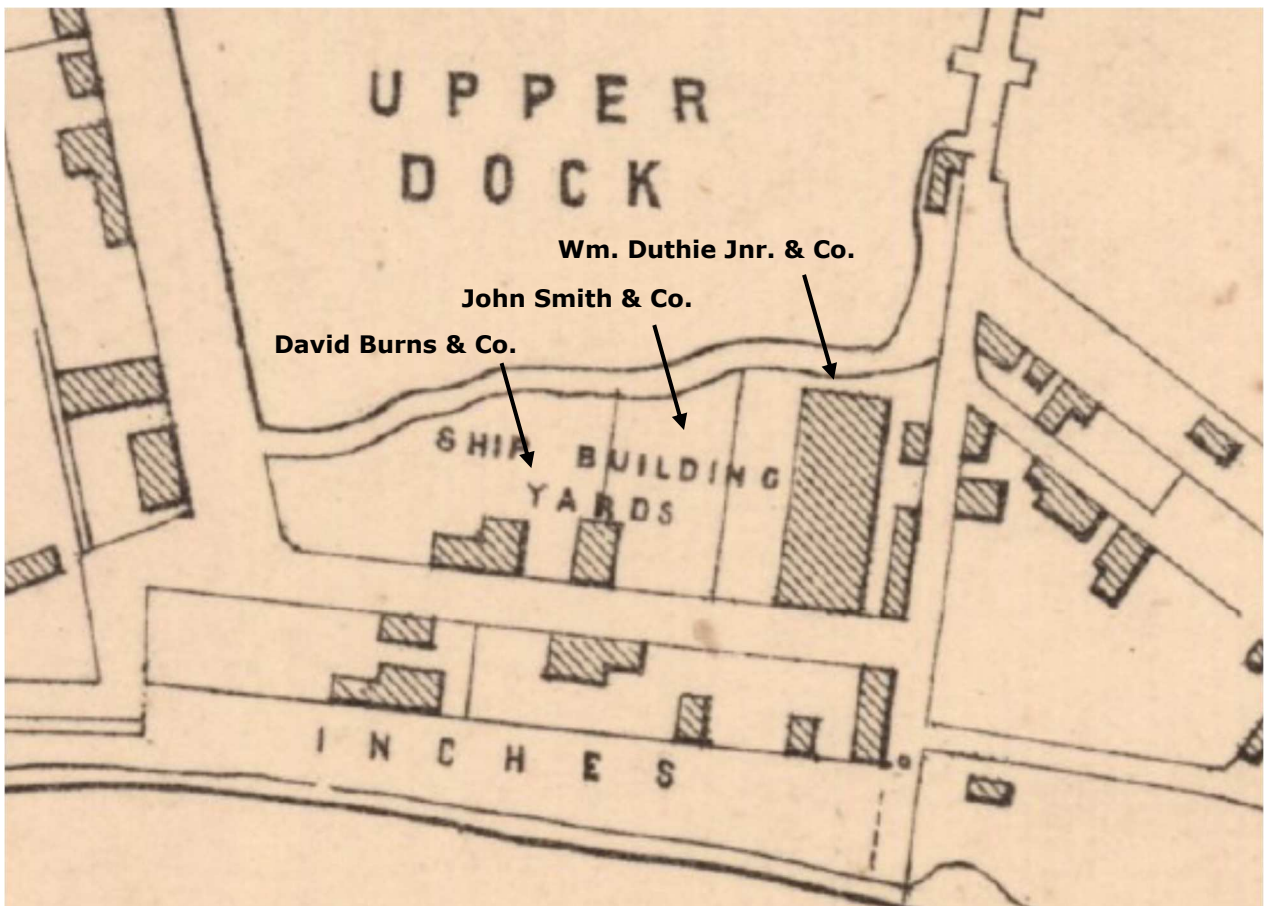 UPPER
DOCK
Wm. Duthie Jnr. & Co.
John Smith & Co.
David Burns & Co.
SHIP BUILDING
YARDS
INCHES